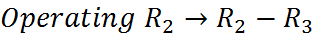 Operating R₂ → R₂ − R₃